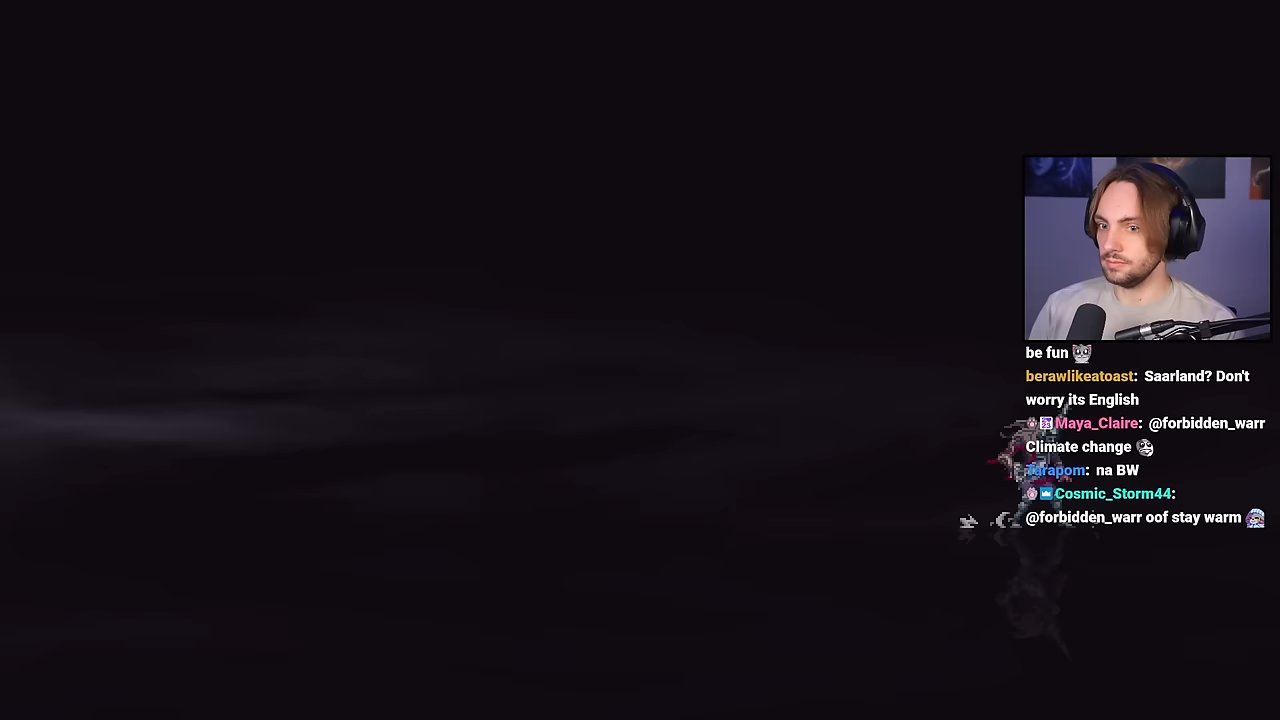 be fun
berawlikeatoast: Saarland? Don't
worry its English
Maya_Claire: @forbidden_warr
Climate change
Tarapom: na BW
Cosmic_Storm44:
@forbidden_warr oof stay warm